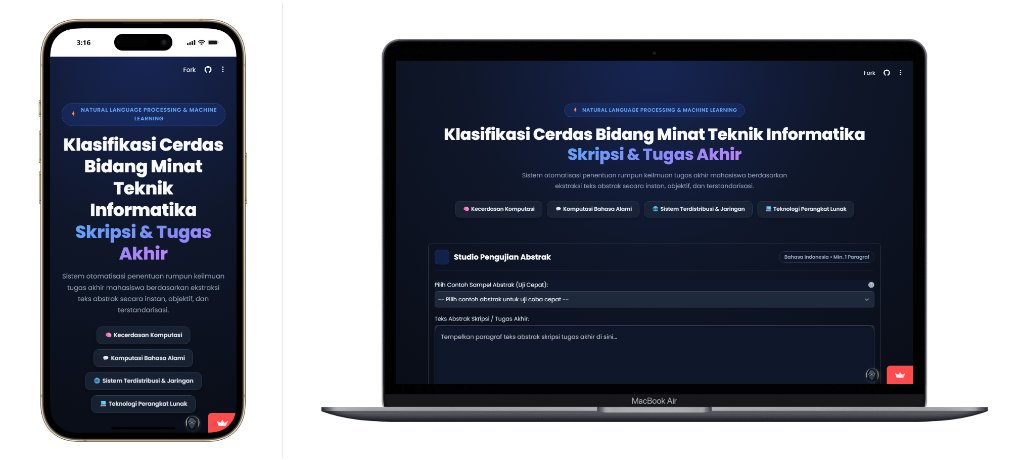 3:16
Fork
NATURAL LANGUAGE PROCESSING & MACHINE
LEARNING
Klasifikasi Cerdas
Bidang Minat
Teknik
Informatika
Skripsi & Tugas
Akhir
Sistem otomatisasi penentuan rumpun keilmuan
tugas akhir mahasiswa berdasarkan ekstraksi
teks abstrak secara instan, objektif, dan
terstandarisasi.
Kecerdasan Komputasi
Komputasi Bahasa Alami
Sistem Terdistribusi & Jaringan
Teknologi Perangkat Lunak
Fork
NATURAL LANGUAGE PROCESSING & MACHINE LEARNING
Klasifikasi Cerdas Bidang Minat Teknik Informatika
Skripsi & Tugas Akhir
Sistem otomatisasi penentuan rumpun keilmuan tugas akhir mahasiswa berdasarkan
ekstraksi teks abstrak secara instan, objektif, dan terstandarisasi.
Kecerdasan Komputasi
Komputasi Bahasa Alami
Sistem Terdistribusi & Jaringan
Teknologi Perangkat Lunak
Studio Pengujian Abstrak
Bahasa Indonesia • Min. 1 Paragraf
Pilih Contoh Sampel Abstrak (Uji Cepat):
-- Pilih contoh abstrak untuk uji coba cepat --
Teks Abstrak Skripsi / Tugas Akhir:
Tempelkan paragraf teks abstrak skripsi tugas akhir di sini...
MacBook Air